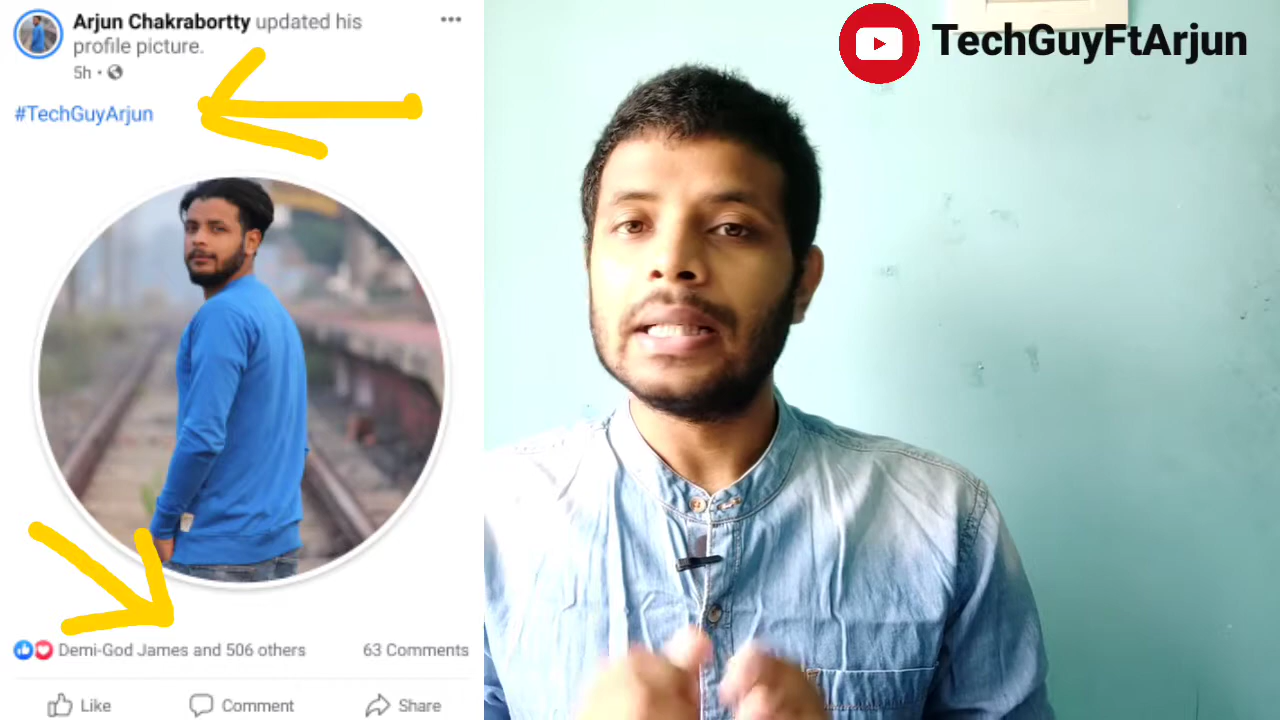 Arjun Chakrabortty updated his
profile picture.
5h ·
#TechGuyArjun
Demi-God James and 506 others
63 Comments
Like
Comment
Share
TechGuyFtArjun